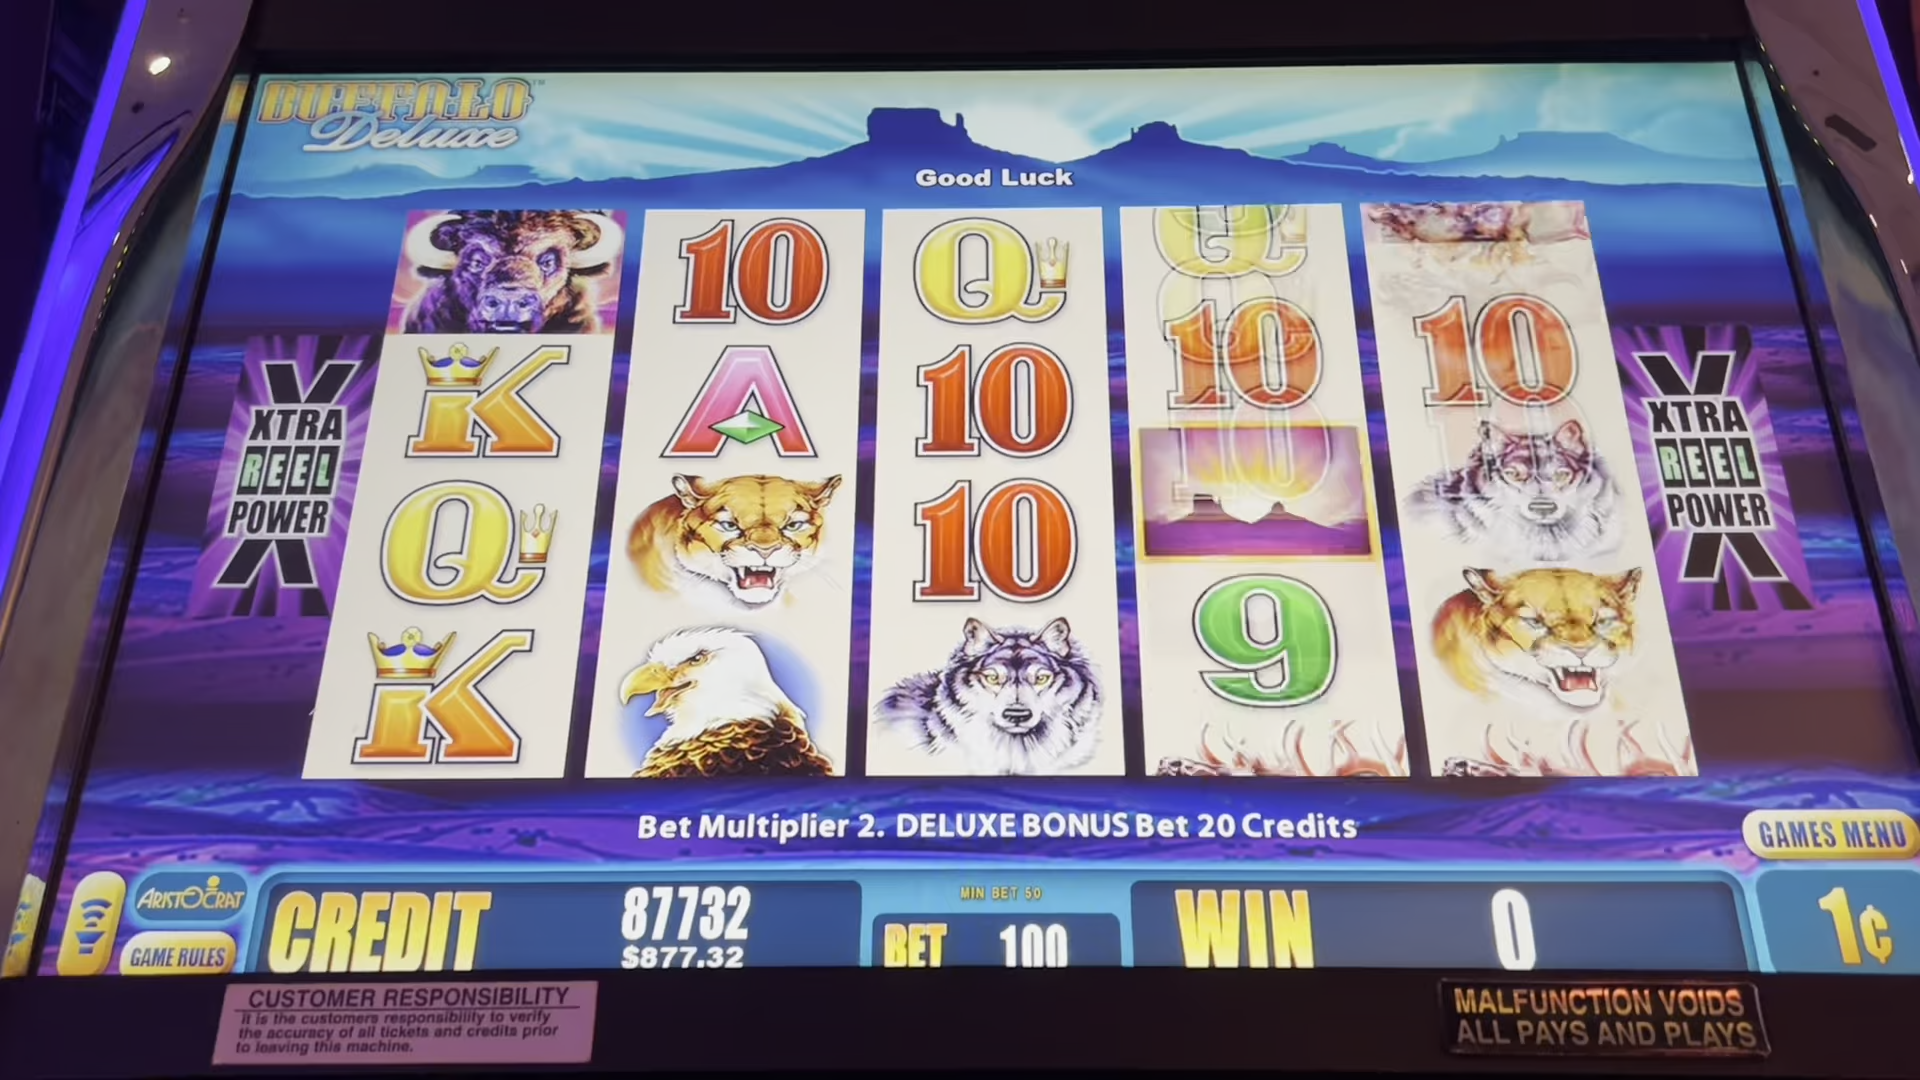 BUFFALO™
Deluxe
Good Luck
10
Q
Q
10
10
K
A
10
XTRA
REEL
POWER
XTRA
REEL
POWER
Q
10
9
K
Bet Multiplier 2. DELUXE BONUS Bet 20 Credits
GAMES MENU
ARISTOCRAT
GAME RULES
CREDIT
87732
$877.32
MIN BET 50
BET 100
WIN 0
1¢
CUSTOMER RESPONSIBILITY
It is the customers responsibility to verify
the accuracy of all tickets and credits prior
to leaving this machine.
MALFUNCTION VOIDS
ALL PAYS AND PLAYS